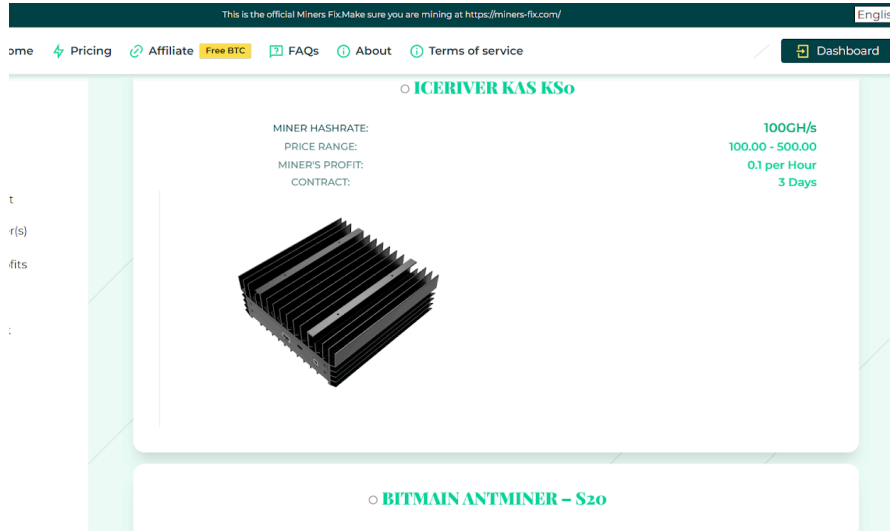 This is the official Miners Fix.Make sure you are mining at https://miners-fix.com/
Englis
ome Pricing Affiliate Free BTC FAQs About Terms of service Dashboard
ICERIVER KAS KS0
MINER HASHRATE: 100GH/s
PRICE RANGE: 100.00 - 500.00
MINER'S PROFIT: 0.1 per Hour
CONTRACT: 3 Days
t
r(s)
fits
BITMAIN ANTMINER – S20